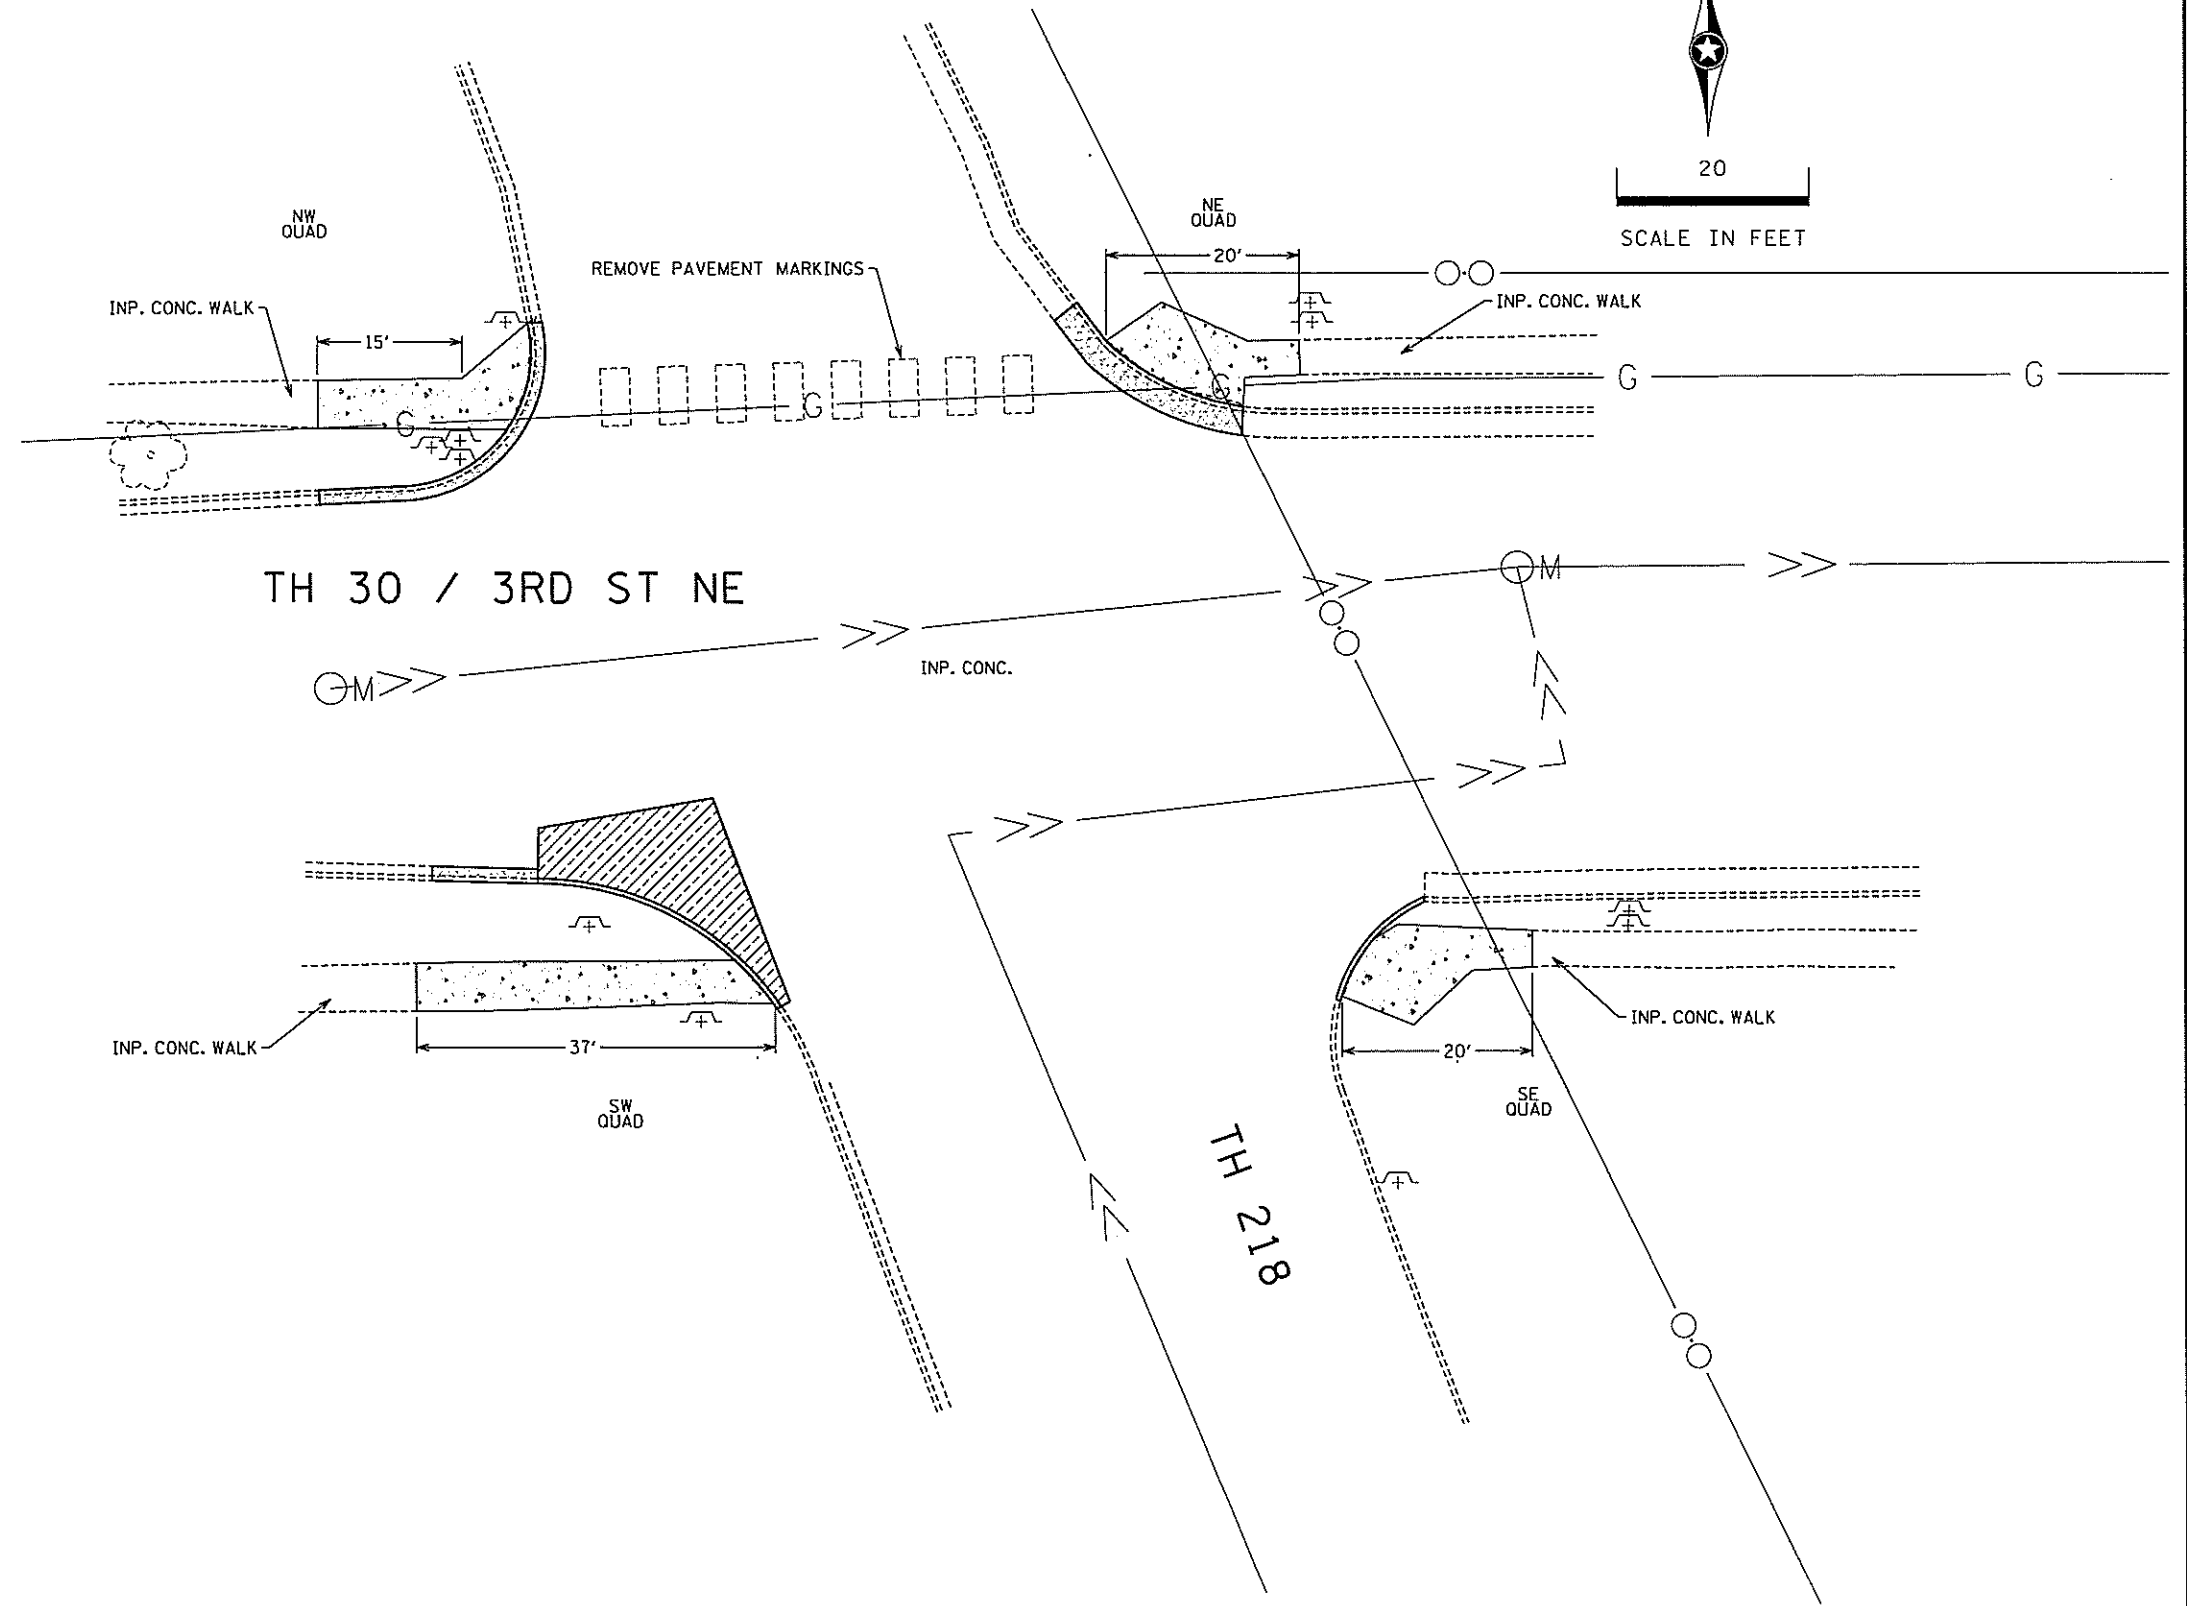 20
SCALE IN FEET
NW
QUAD
NE
QUAD
20'
REMOVE PAVEMENT MARKINGS
INP. CONC. WALK
INP. CONC. WALK
15'
G
G
G
G
G
TH 30 / 3RD ST NE
M
M
INP. CONC.
INP. CONC. WALK
37'
INP. CONC. WALK
20'
SW
QUAD
SE
QUAD
TH 218